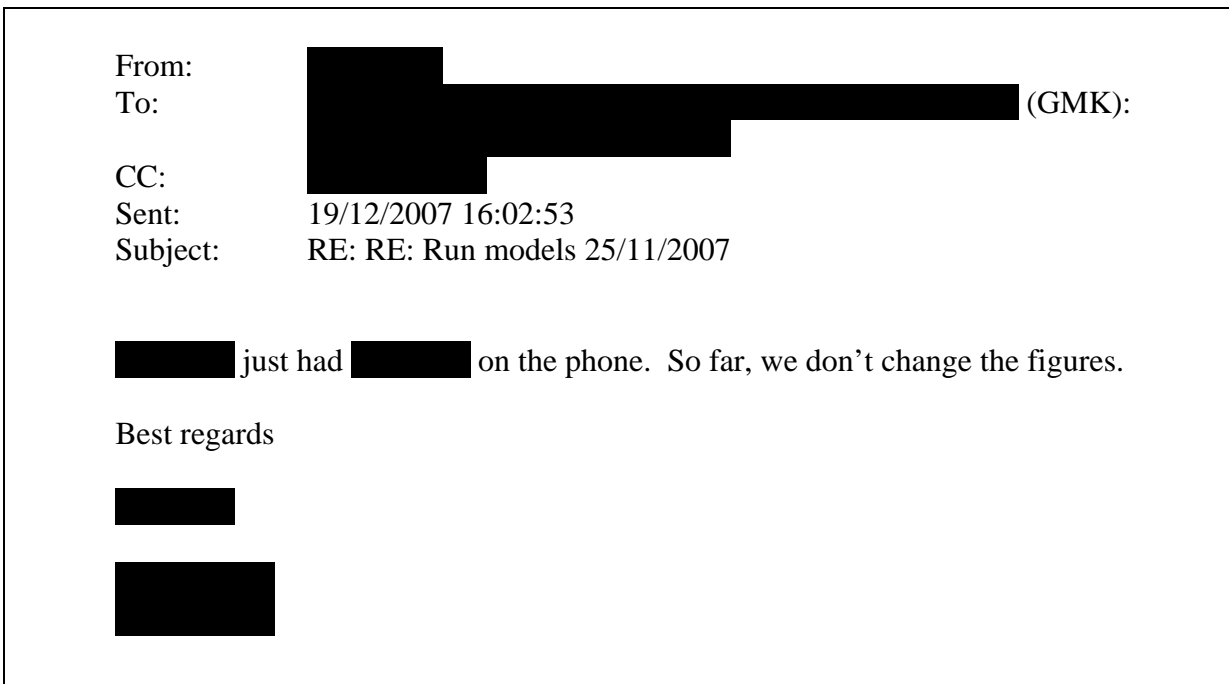 From:
To: (GMK):
CC:
Sent: 19/12/2007 16:02:53
Subject: RE: RE: Run models 25/11/2007
just had on the phone. So far, we don’t change the figures.
Best regards